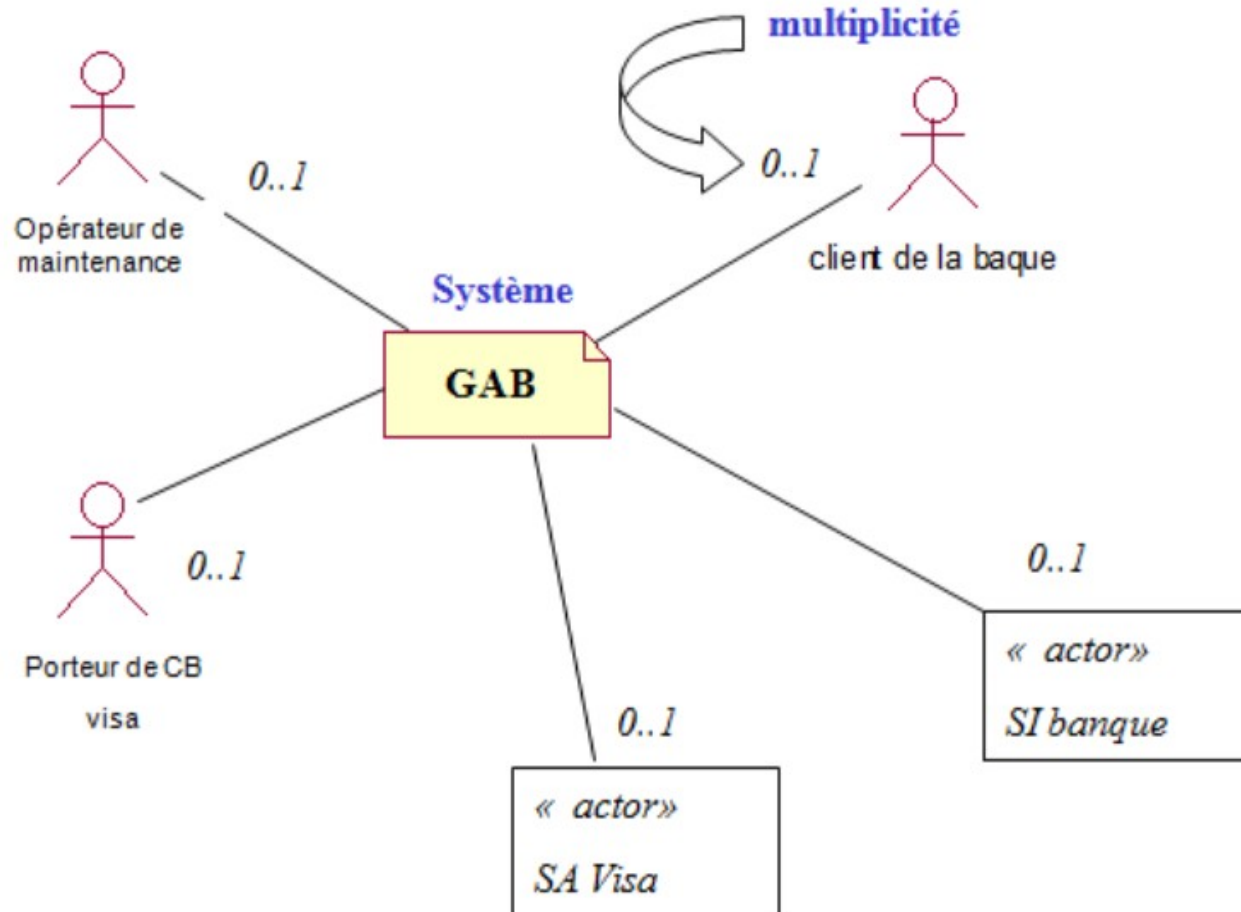 multiplicité
0..1
0..1
Opérateur de
maintenance
client de la baque
Système
GAB
0..1
Porteur de CB
visa
0..1
« actor»
SI banque
0..1
« actor»
SA Visa